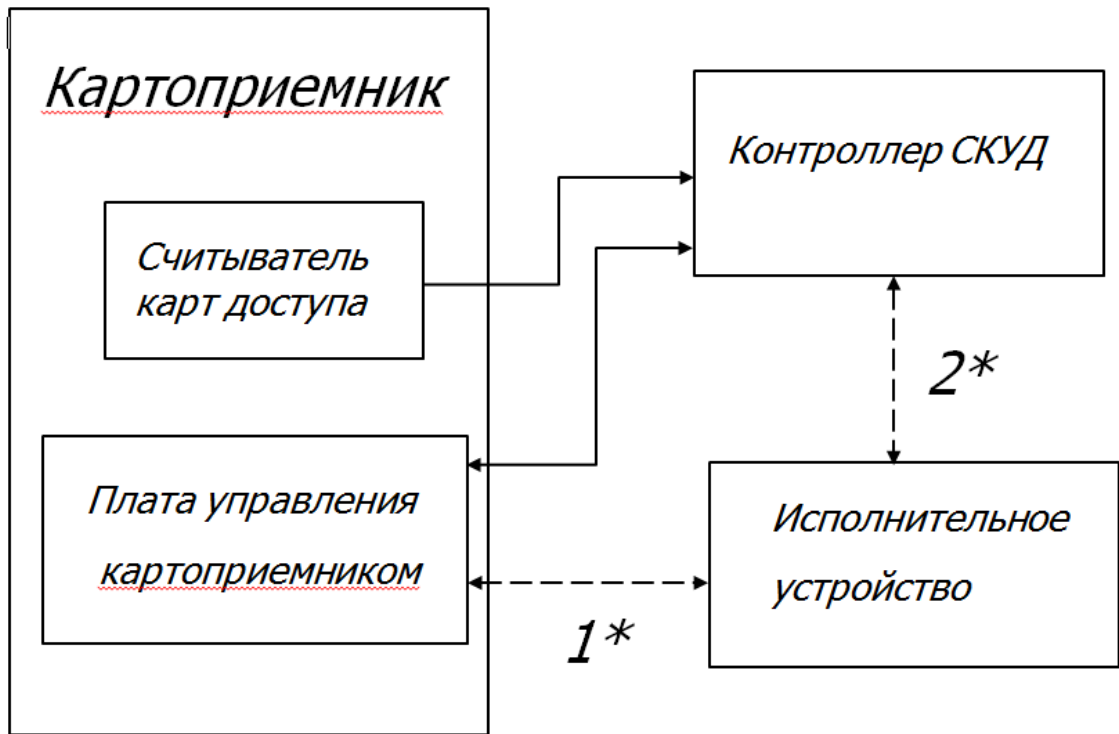 Картоприемник
Контроллер СКУД
Считыватель
карт доступа
2*
Плата управления
картоприемником
Исполнительное
устройство
1*